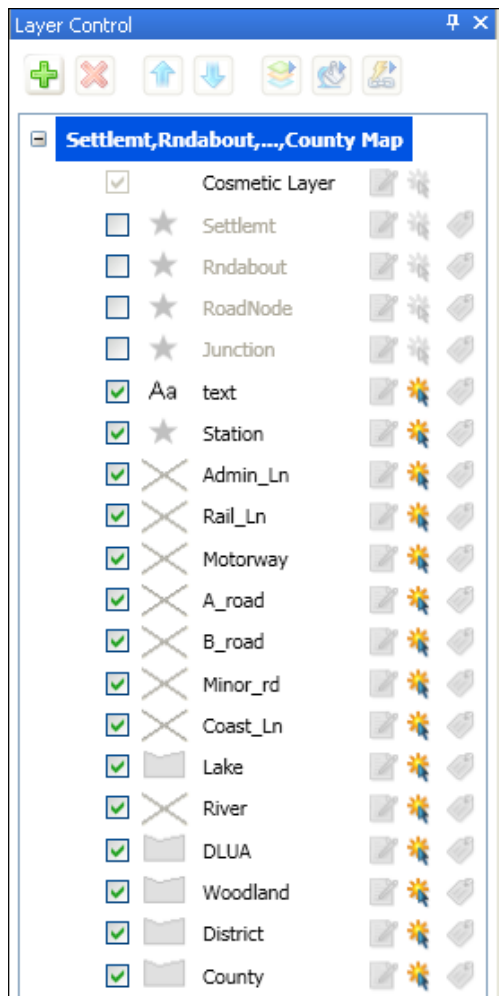 Layer Control
Settlemt,Rndabout,...,County Map
Cosmetic Layer
Settlemt
Rndabout
RoadNode
Junction
Aa text
Station
Admin_Ln
Rail_Ln
Motorway
A_road
B_road
Minor_rd
Coast_Ln
Lake
River
DLUA
Woodland
District
County